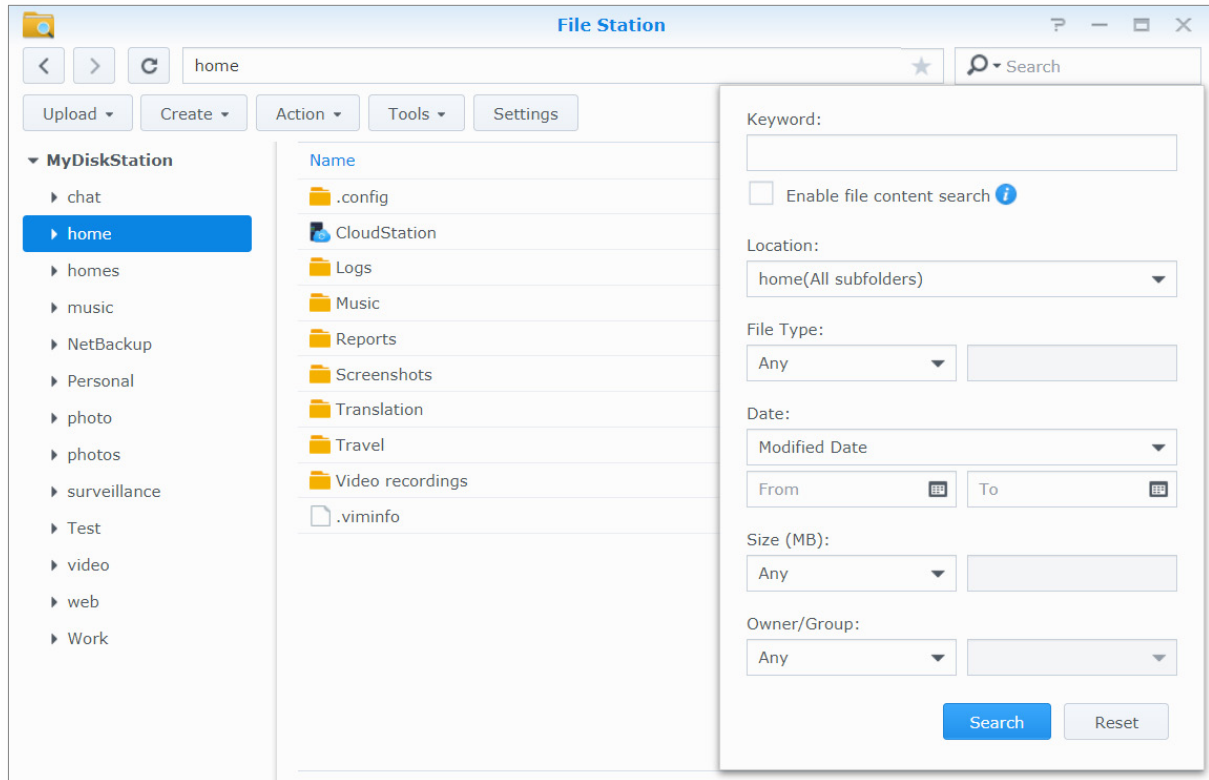 File Station
home
Search
Upload Create Action Tools Settings
MyDiskStation
chat
home
homes
music
NetBackup
Personal
photo
photos
surveillance
Test
video
web
Work
Name
.config
CloudStation
Logs
Music
Reports
Screenshots
Translation
Travel
Video recordings
.viminfo
Keyword:
Enable file content search
Location:
home(All subfolders)
File Type:
Any
Date:
Modified Date
From To
Size (MB):
Any
Owner/Group:
Any
Search Reset